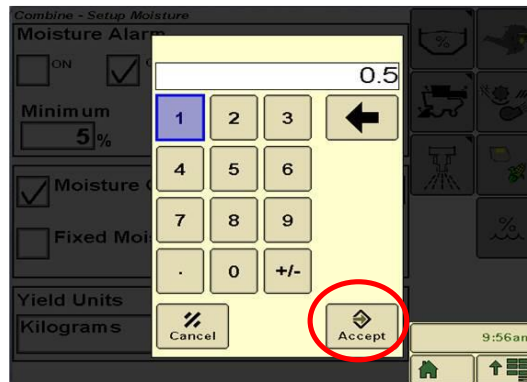 Combine - Setup Moisture
Moisture Alarm
ON
Minimum
5 %
Moisture
Fixed
Yield Units
Kilograms
0.5
1 2 3
4 5 6
7 8 9
. 0 +/-
Cancel
Accept
%
%
9:56am